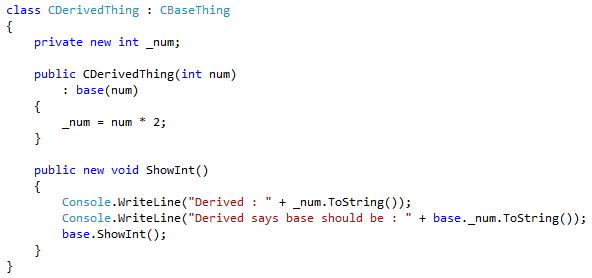 class CDerivedThing : CBaseThing
{
    private new int _num;

    public CDerivedThing(int num)
        : base(num)
    {
        _num = num * 2;
    }

    public new void ShowInt()
    {
        Console.WriteLine("Derived : " + _num.ToString());
        Console.WriteLine("Derived says base should be : " + base._num.ToString());
        base.ShowInt();
    }
}